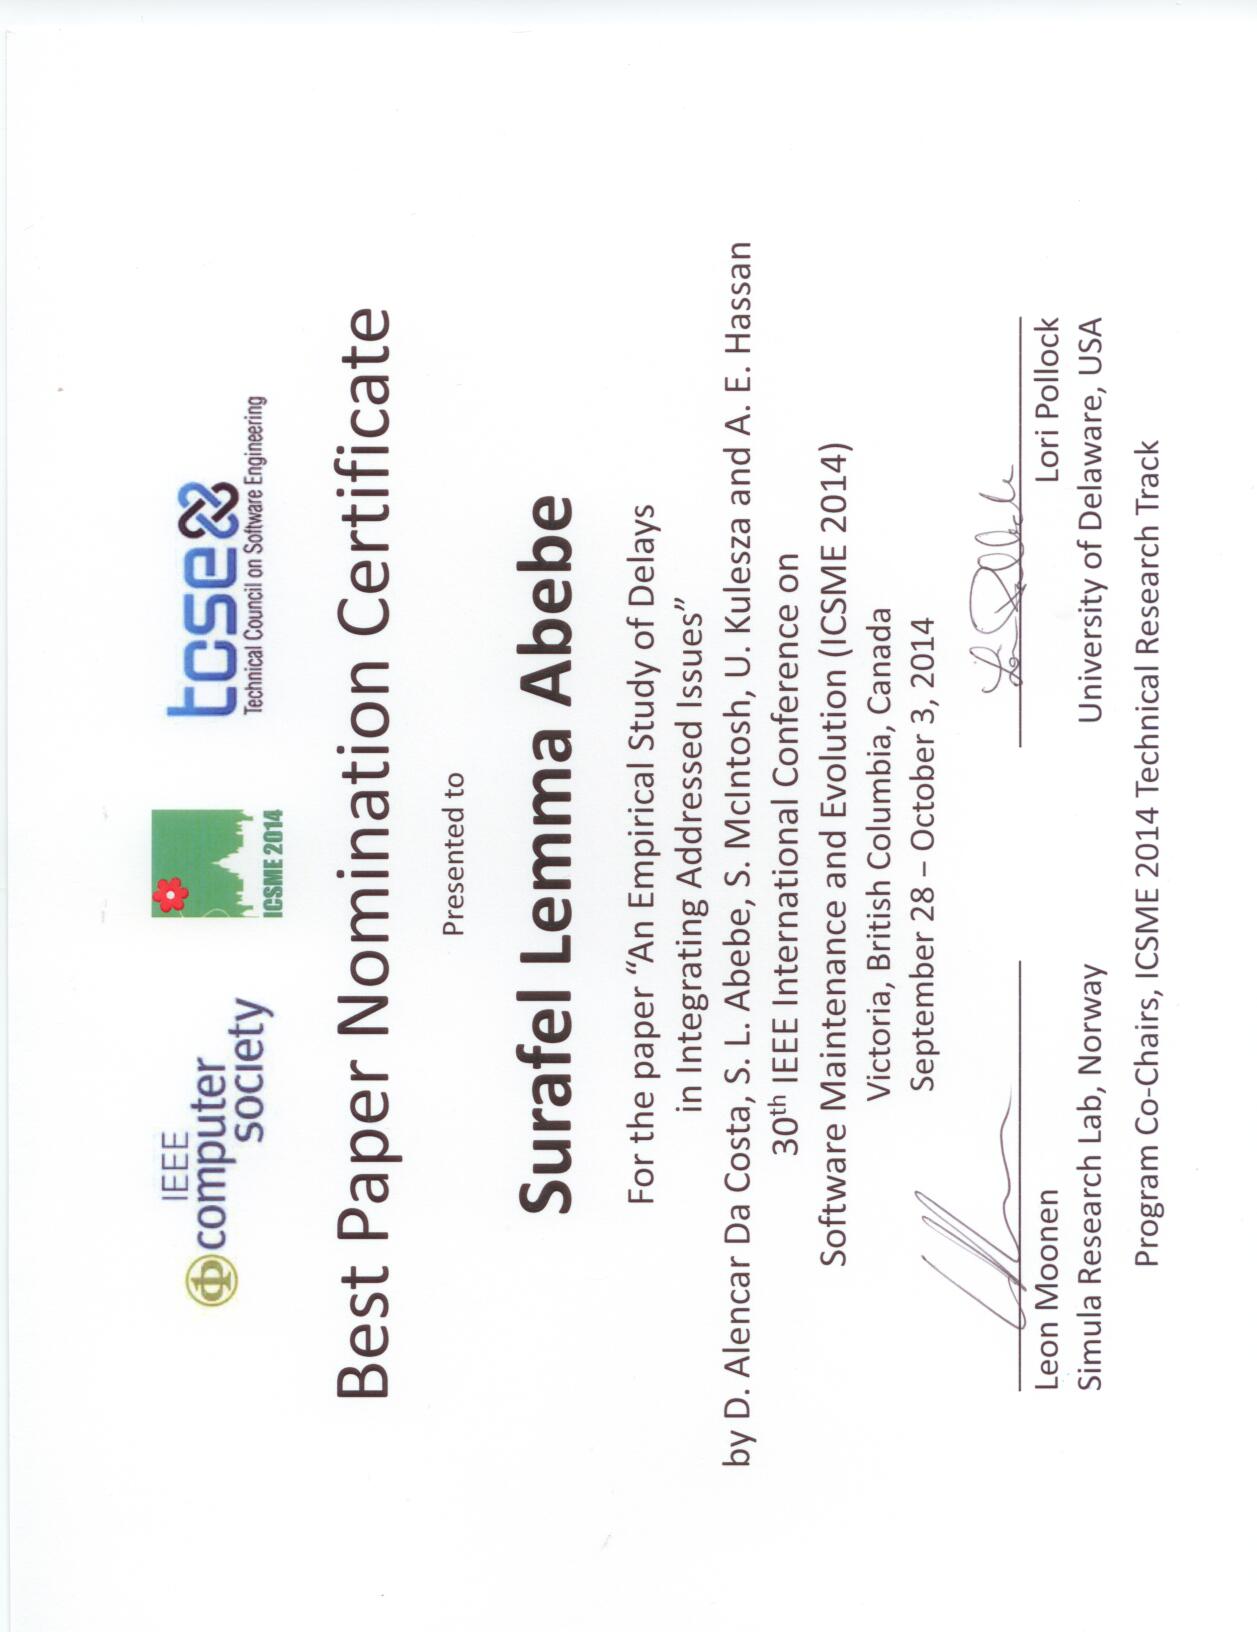 IEEE
computer
society
ICSME 2014
tcse
Technical Council on Software Engineering
Best Paper Nomination Certificate
Presented to
Surafel Lemma Abebe
For the paper “An Empirical Study of Delays
in Integrating Addressed Issues”
by D. Alencar Da Costa, S. L. Abebe, S. McIntosh, U. Kulesza and A. E. Hassan
30th IEEE International Conference on
Software Maintenance and Evolution (ICSME 2014)
Victoria, British Columbia, Canada
September 28 – October 3, 2014
Leon Moonen
Simula Research Lab, Norway
Lori Pollock
University of Delaware, USA
Program Co-Chairs, ICSME 2014 Technical Research Track